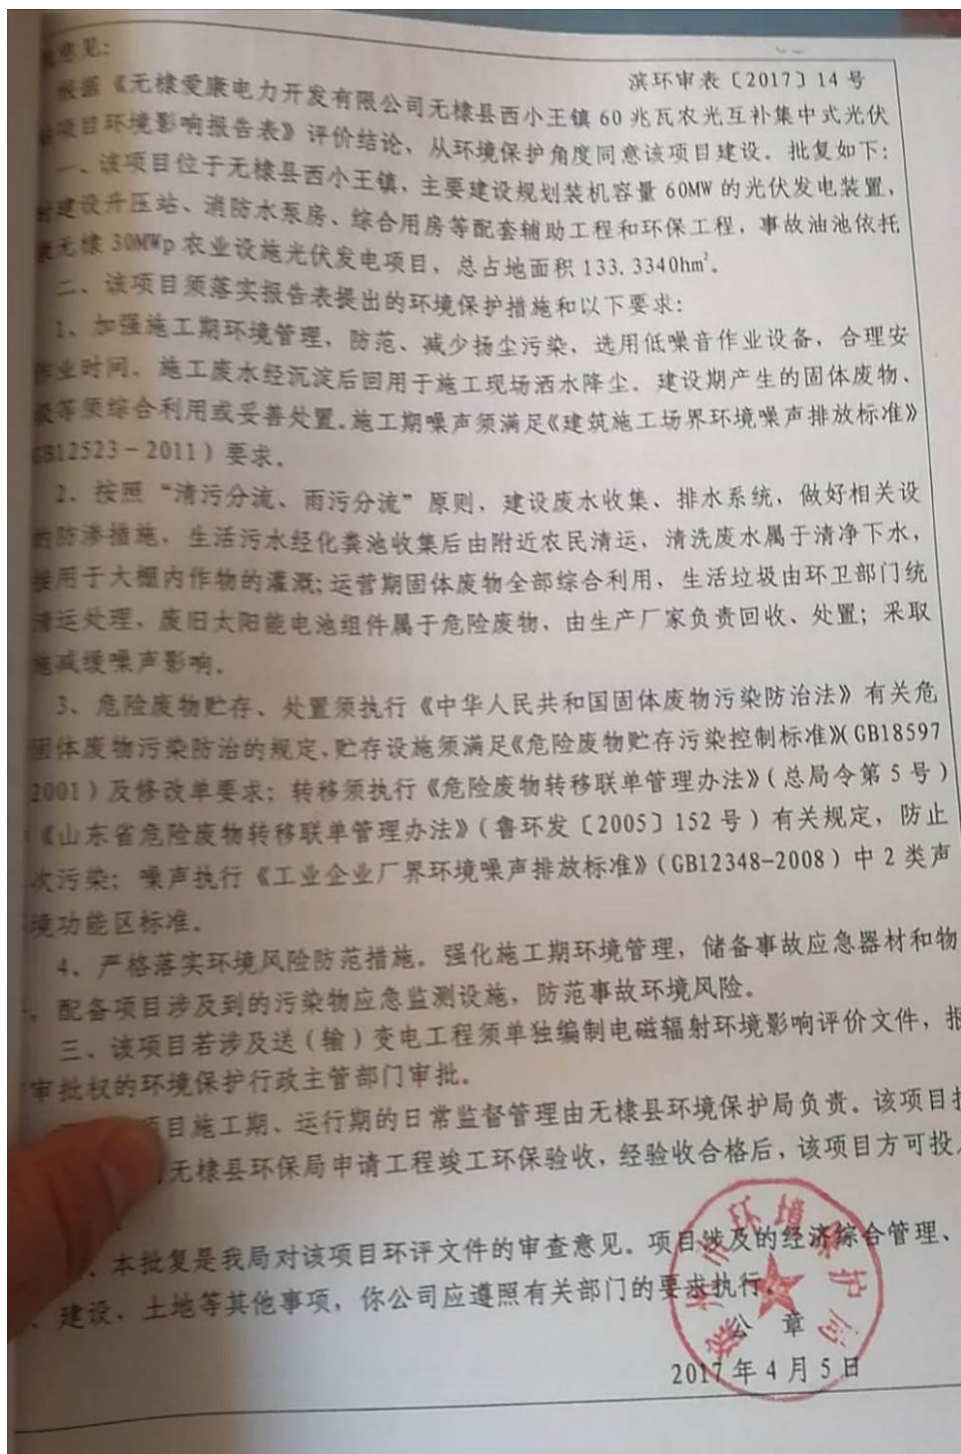 意见：
滨环审表〔2017〕14号
根据《无棣爱康电力开发有限公司无棣县西小王镇60兆瓦农光互补集中式光伏
项目环境影响报告表》评价结论，从环境保护角度同意该项目建设。批复如下：
一、该项目位于无棣县西小王镇，主要建设规划装机容量60MW的光伏发电装置，
建设升压站、消防水泵房、综合用房等配套辅助工程和环保工程，事故油池依托
无棣30MWp农业设施光伏发电项目，总占地面积133.3340hm²。
二、该项目须落实报告表提出的环境保护措施和以下要求：
1、加强施工期环境管理，防范、减少扬尘污染，选用低噪音作业设备，合理安
作业时间。施工废水经沉淀后回用于施工现场洒水降尘。建设期产生的固体废物、
圾等须综合利用或妥善处置。施工期噪声须满足《建筑施工场界环境噪声排放标准》
GB12523－2011）要求。
2、按照“清污分流、雨污分流”原则，建设废水收集、排水系统，做好相关设
的防渗措施，生活污水经化粪池收集后由附近农民清运，清洗废水属于清净下水，
接用于大棚内作物的灌溉；运营期固体废物全部综合利用，生活垃圾由环卫部门统
清运处理，废旧太阳能电池组件属于危险废物，由生产厂家负责回收、处置；采取
施减缓噪声影响。
3、危险废物贮存、处置须执行《中华人民共和国固体废物污染防治法》有关危
固体废物污染防治的规定，贮存设施须满足《危险废物贮存污染控制标准》（GB18597
2001）及修改单要求；转移须执行《危险废物转移联单管理办法》（总局令第5号）
《山东省危险废物转移联单管理办法》（鲁环发〔2005〕152号）有关规定，防止
次污染；噪声执行《工业企业厂界环境噪声排放标准》（GB12348-2008）中2类声
境功能区标准。
4、严格落实环境风险防范措施。强化施工期环境管理，储备事故应急器材和物
，配备项目涉及到的污染物应急监测设施，防范事故环境风险。
三、该项目若涉及送（输）变电工程须单独编制电磁辐射环境影响评价文件，报
审批权的环境保护行政主管部门审批。
项目施工期、运行期的日常监督管理由无棣县环境保护局负责。该项目
无棣县环保局申请工程竣工环保验收，经验收合格后，该项目方可投
、本批复是我局对该项目环评文件的审查意见。项目涉及的经济综合管理、
、建设、土地等其他事项，你公司应遵照有关部门的要求执行。
滨州市环境保护局
公 章
2017年4月5日